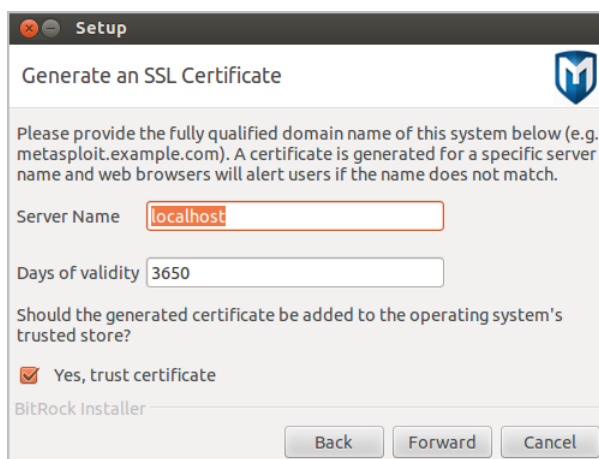 Setup
Generate an SSL Certificate
Please provide the fully qualified domain name of this system below (e.g.
metasploit.example.com). A certificate is generated for a specific server
name and web browsers will alert users if the name does not match.
Server Name localhost
Days of validity 3650
Should the generated certificate be added to the operating system's
trusted store?
Yes, trust certificate
BitRock Installer
Back Forward Cancel